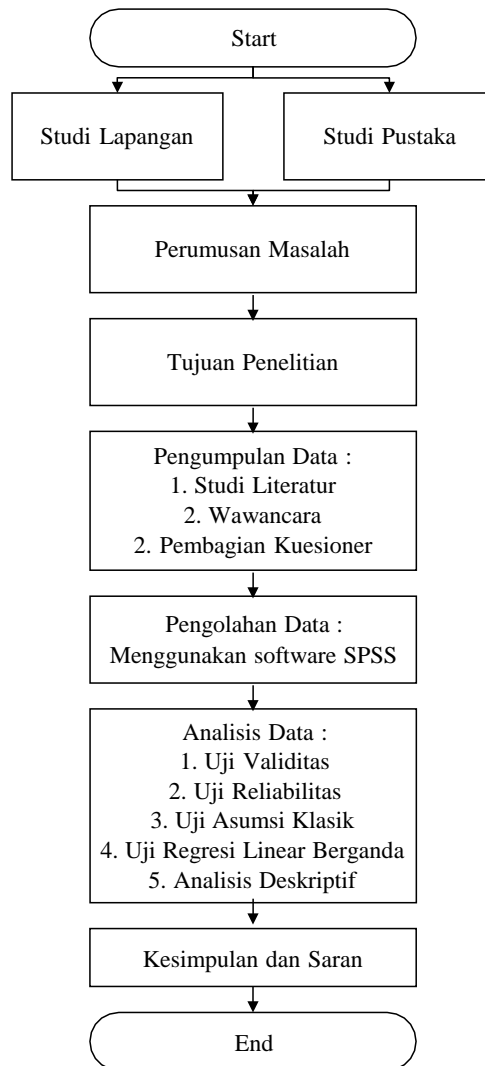 Start
Studi Lapangan
Studi Pustaka
Perumusan Masalah
Tujuan Penelitian
Pengumpulan Data :
1. Studi Literatur
2. Wawancara
2. Pembagian Kuesioner
Pengolahan Data :
Menggunakan software SPSS
Analisis Data :
1. Uji Validitas
2. Uji Reliabilitas
3. Uji Asumsi Klasik
4. Uji Regresi Linear Berganda
5. Analisis Deskriptif
Kesimpulan dan Saran
End